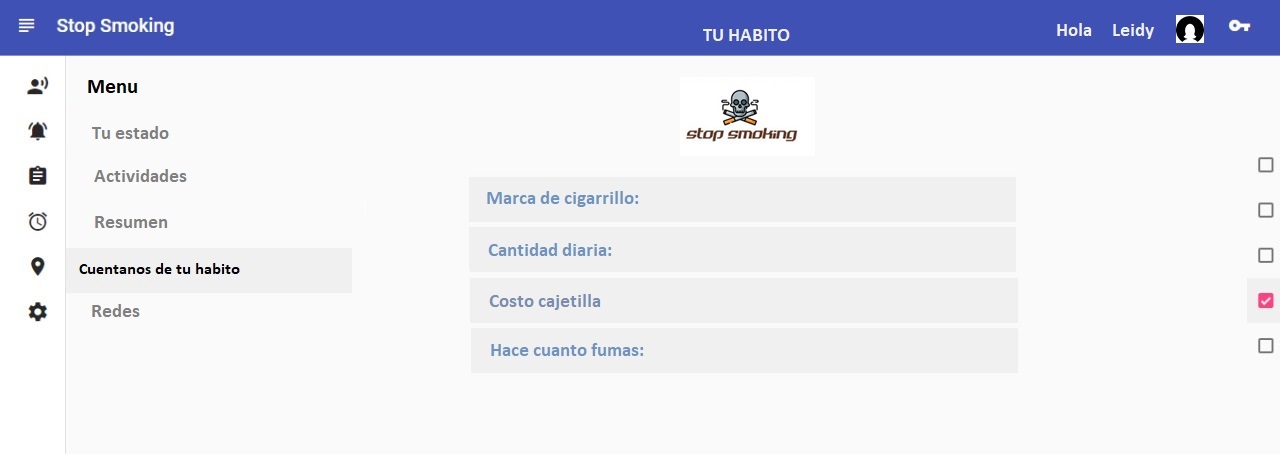 Stop Smoking
TU HABITO
Hola Leidy
Menu
Tu estado
Actividades
Resumen
Cuentanos de tu habito
Redes
stop smoking
Marca de cigarrillo:
Cantidad diaria:
Costo cajetilla
Hace cuanto fumas: